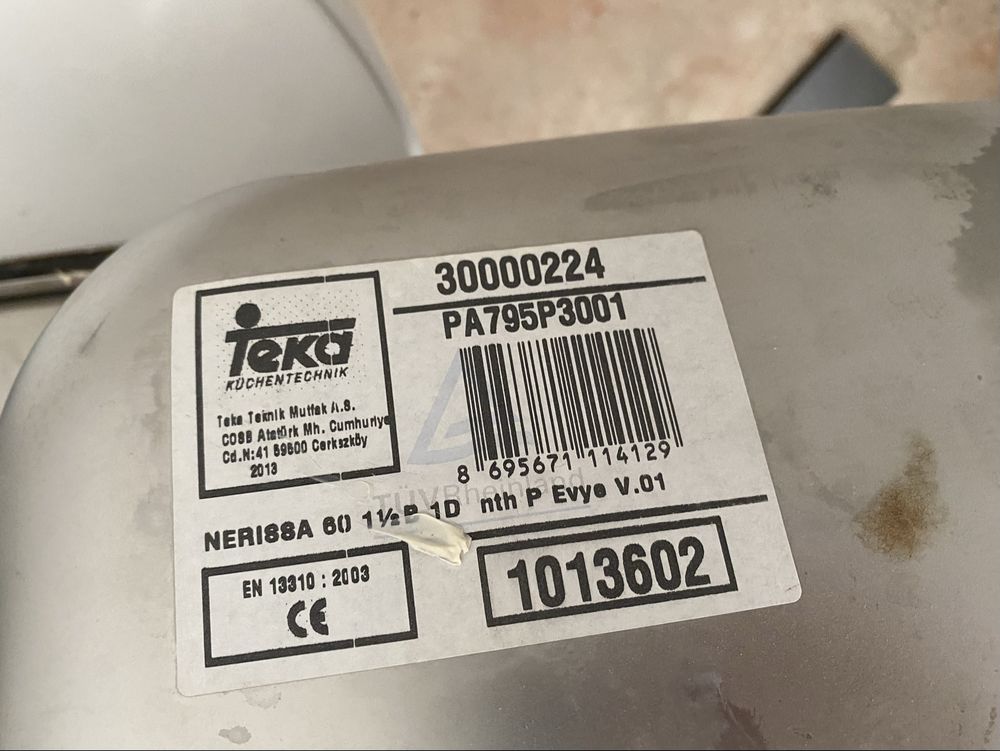 30000224
PA795P3001
Teka
KÜCHENTECHNIK
Teka Teknik Mutfak A.S.
COSB Atatürk Mh. Cumhuriye
Cd.N:41 59500 Cerkszköy
2013
8 695671 114129
TÜVRheinland
NERISSA 60 1½B 1D nth P Evye V.01
EN 13310 : 2003
CE
1013602